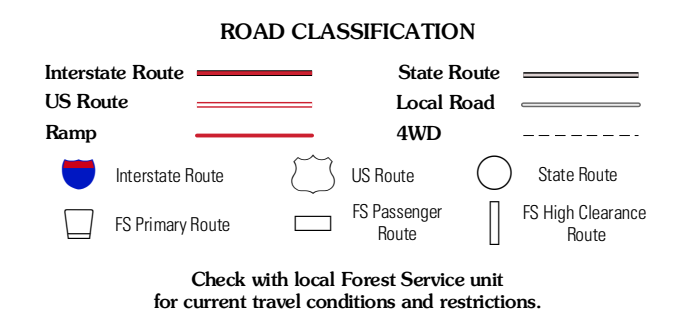 ROAD CLASSIFICATION
Interstate Route
State Route
US Route
Local Road
Ramp
4WD
Interstate Route
US Route
State Route
FS Primary Route
FS Passenger
Route
FS High Clearance
Route
Check with local Forest Service unit
for current travel conditions and restrictions.